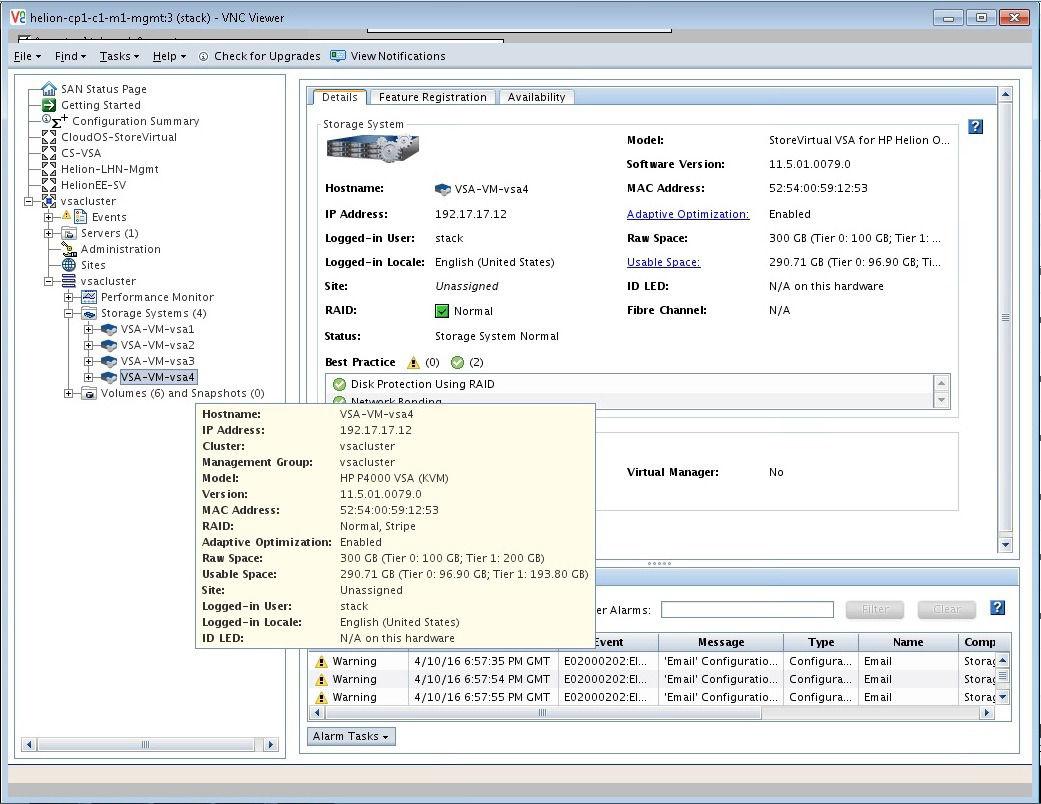 helion-cp1-c1-m1-mgmt:3 (stack) - VNC Viewer
File Find Tasks Help Check for Upgrades View Notifications
SAN Status Page
Getting Started
Configuration Summary
CloudOS-StoreVirtual
CS-VSA
Helion-LHN-Mgmt
HelionEE-SV
vsacluster
Events
Servers (1)
Administration
Sites
vsacluster
Performance Monitor
Storage Systems (4)
VSA-VM-vsa1
VSA-VM-vsa2
VSA-VM-vsa3
VSA-VM-vsa4
Volumes (6) and Snapshots (0)
Details Feature Registration Availability
Storage System
Hostname: VSA-VM-vsa4
IP Address: 192.17.17.12
Logged-in User: stack
Logged-in Locale: English (United States)
Site: Unassigned
RAID: Normal
Status: Storage System Normal
Model: StoreVirtual VSA for HP Helion O...
Software Version: 11.5.01.0079.0
MAC Address: 52:54:00:59:12:53
Adaptive Optimization: Enabled
Raw Space: 300 GB (Tier 0: 100 GB; Tier 1: ...
Usable Space: 290.71 GB (Tier 0: 96.90 GB; Ti...
ID LED: N/A on this hardware
Fibre Channel: N/A
Best Practice (0) (2)
Disk Protection Using RAID
Network Bonding
Virtual Manager: No
Hostname: VSA-VM-vsa4
IP Address: 192.17.17.12
Cluster: vsacluster
Management Group: vsacluster
Model: HP P4000 VSA (KVM)
Version: 11.5.01.0079.0
MAC Address: 52:54:00:59:12:53
RAID: Normal, Stripe
Adaptive Optimization: Enabled
Raw Space: 300 GB (Tier 0: 100 GB; Tier 1: 200 GB)
Usable Space: 290.71 GB (Tier 0: 96.90 GB; Tier 1: 193.80 GB)
Site: Unassigned
Logged-in User: stack
Logged-in Locale: English (United States)
ID LED: N/A on this hardware
er Alarms: Filter Clear
Event Message Type Name Comp
Warning 4/10/16 6:57:35 PM GMT E02000202:El... 'Email' Configuratio... Configura... Email Storag
Warning 4/10/16 6:57:54 PM GMT E02000202:El... 'Email' Configuratio... Configura... Email Storag
Warning 4/10/16 6:57:55 PM GMT E02000202:El... 'Email' Configuratio... Configura... Email Storag
Alarm Tasks